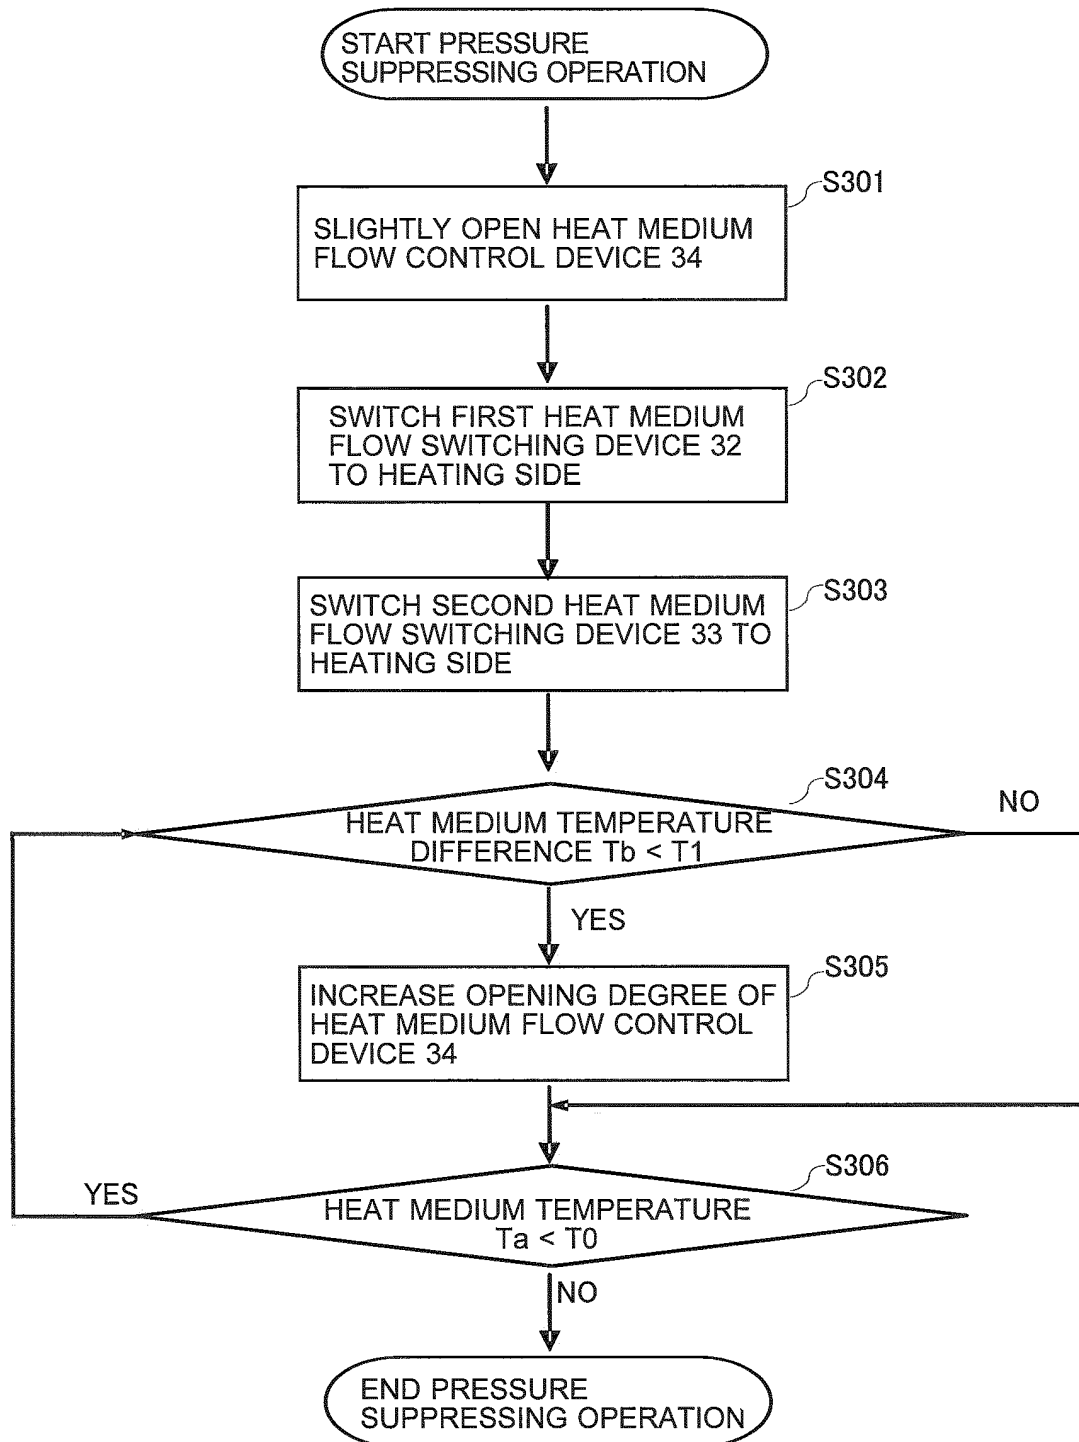 START PRESSURE
SUPPRESSING OPERATION
S301
SLIGHTLY OPEN HEAT MEDIUM
FLOW CONTROL DEVICE 34
S302
SWITCH FIRST HEAT MEDIUM
FLOW SWITCHING DEVICE 32
TO HEATING SIDE
S303
SWITCH SECOND HEAT MEDIUM
FLOW SWITCHING DEVICE 33 TO
HEATING SIDE
S304
NO
HEAT MEDIUM TEMPERATURE
DIFFERENCE Tb < T1
YES
S305
INCREASE OPENING DEGREE OF
HEAT MEDIUM FLOW CONTROL
DEVICE 34
S306
YES
HEAT MEDIUM TEMPERATURE
Ta < T0
NO
END PRESSURE
SUPPRESSING OPERATION